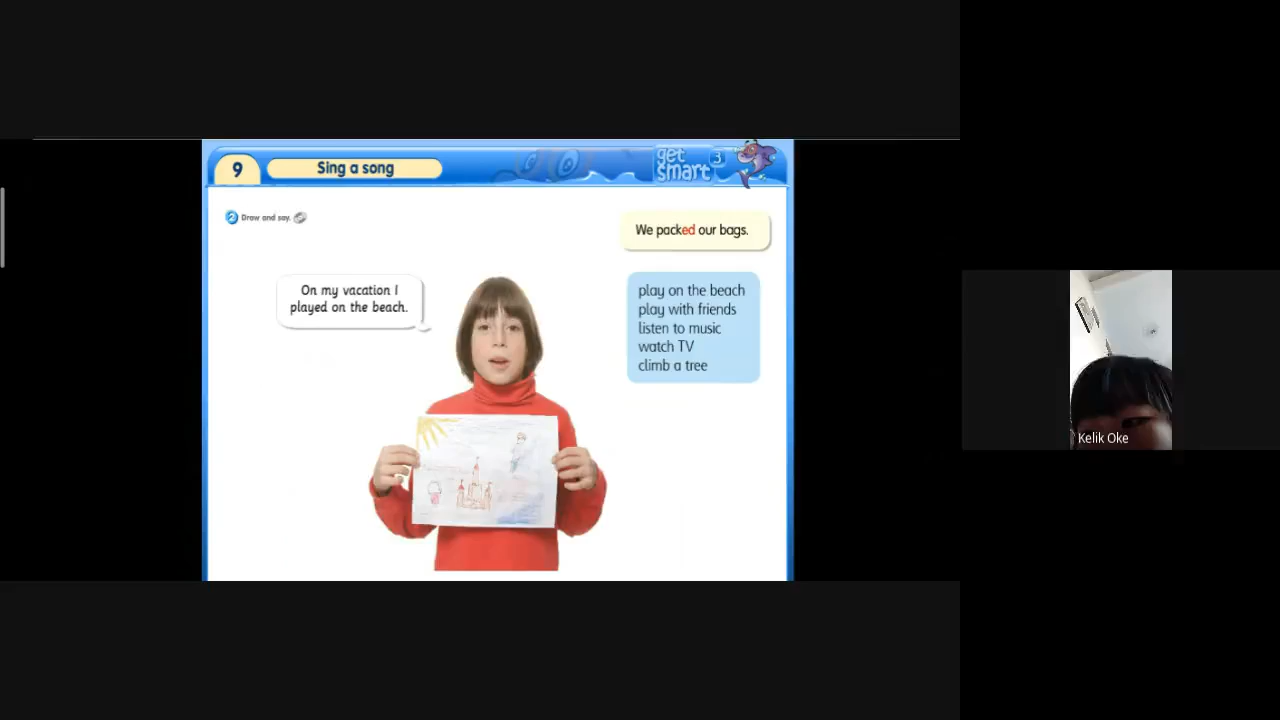 9
Sing a song
get
smart 3
2 Draw and say.
We packed our bags.
On my vacation I
played on the beach.
play on the beach
play with friends
listen to music
watch TV
climb a tree
Kelik Oke